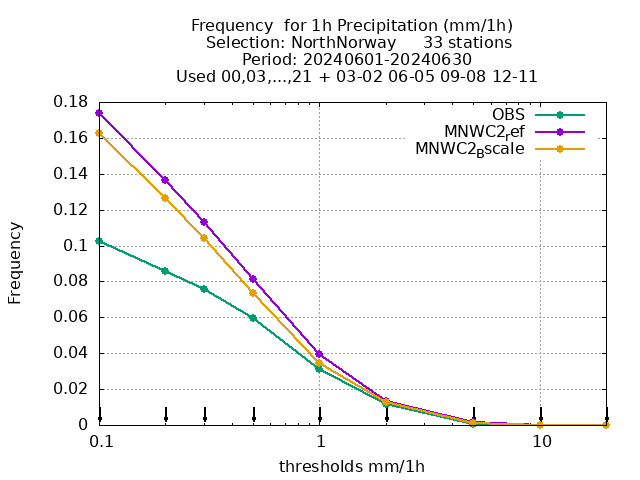 Frequency  for 1h Precipitation (mm/1h)
Selection: NorthNorway     33 stations
Period: 20240601-20240630
Used 00,03,...,21 + 03-02 06-05 09-08 12-11
OBS
MNWC2ref
MNWC2Bscale
0.18
0.16
0.14
0.12
0.1
0.08
0.06
0.04
0.02
0
Frequency
0.1
1
10
thresholds mm/1h